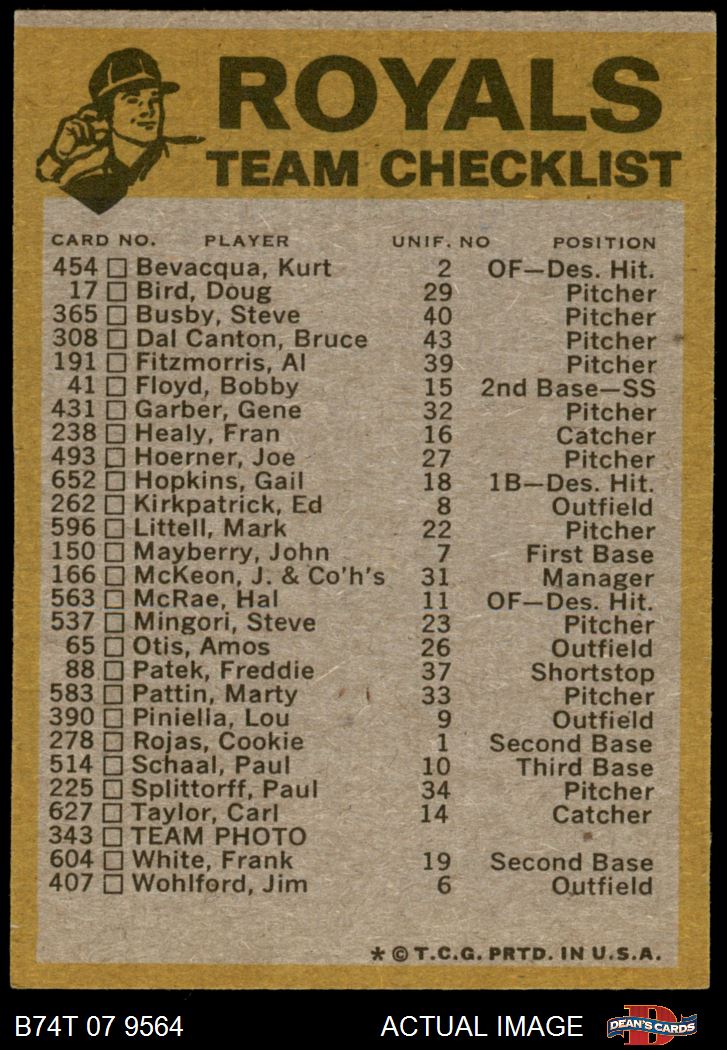 ROYALS
TEAM CHECKLIST
CARD NO. PLAYER UNIF. NO POSITION
454 □ Bevacqua, Kurt 2 OF—Des. Hit.
17 □ Bird, Doug 29 Pitcher
365 □ Busby, Steve 40 Pitcher
308 □ Dal Canton, Bruce 43 Pitcher
191 □ Fitzmorris, Al 39 Pitcher
41 □ Floyd, Bobby 15 2nd Base—SS
431 □ Garber, Gene 32 Pitcher
238 □ Healy, Fran 16 Catcher
493 □ Hoerner, Joe 27 Pitcher
652 □ Hopkins, Gail 18 1B—Des. Hit.
262 □ Kirkpatrick, Ed 8 Outfield
596 □ Littell, Mark 22 Pitcher
150 □ Mayberry, John 7 First Base
166 □ McKeon, J. & Co'h's 31 Manager
563 □ McRae, Hal 11 OF—Des. Hit.
537 □ Mingori, Steve 23 Pitcher
65 □ Otis, Amos 26 Outfield
88 □ Patek, Freddie 37 Shortstop
583 □ Pattin, Marty 33 Pitcher
390 □ Piniella, Lou 9 Outfield
278 □ Rojas, Cookie 1 Second Base
514 □ Schaal, Paul 10 Third Base
225 □ Splittorff, Paul 34 Pitcher
627 □ Taylor, Carl 14 Catcher
343 □ TEAM PHOTO
604 □ White, Frank 19 Second Base
407 □ Wohlford, Jim 6 Outfield
* © T.C.G. PRTD. IN U.S.A.
B74T 07 9564 ACTUAL IMAGE DEAN'S CARDS